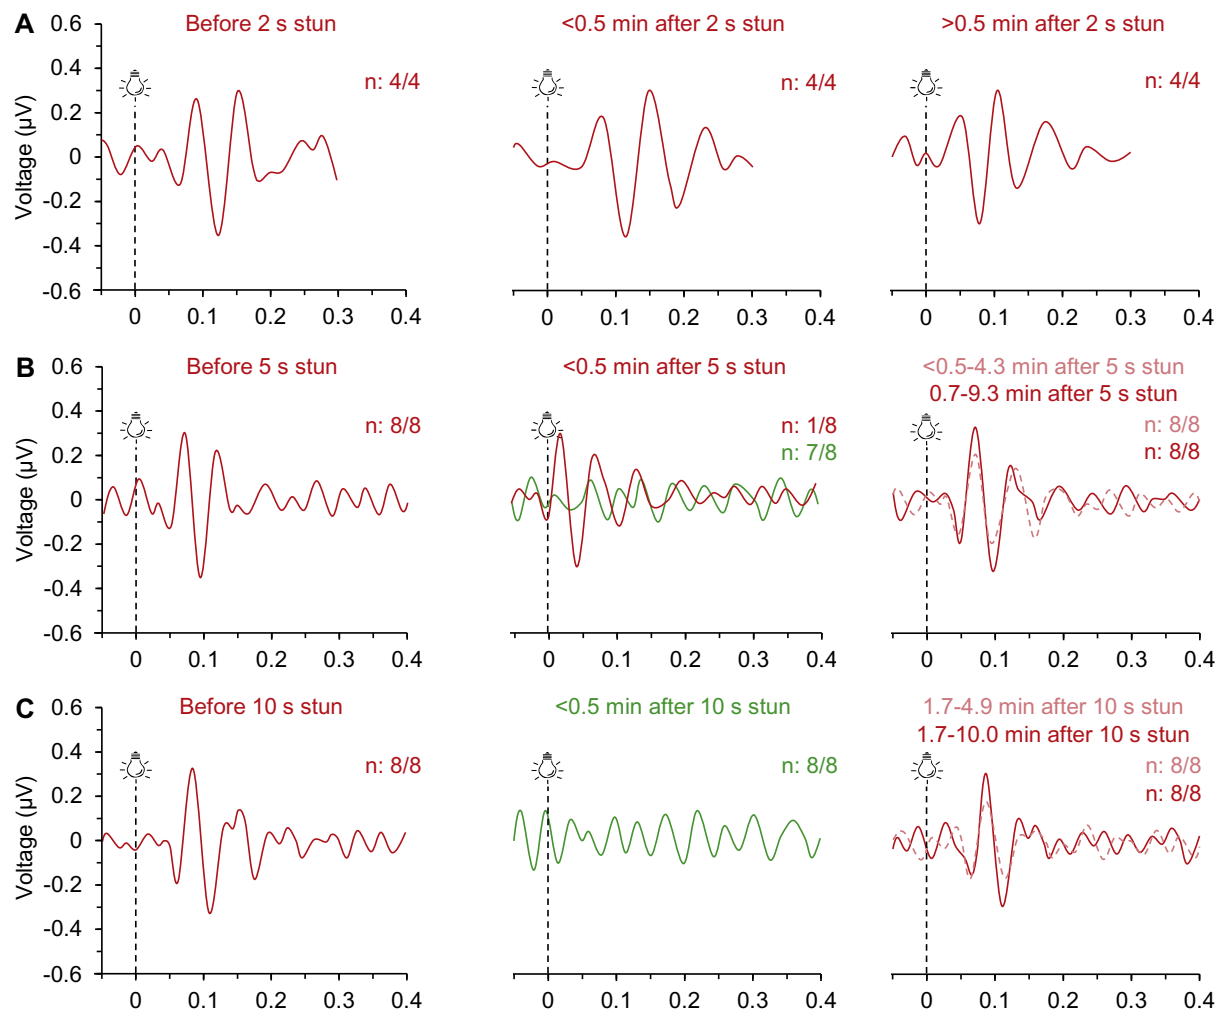 A
Before 2 s stun
<0.5 min after 2 s stun
>0.5 min after 2 s stun
n: 4/4
n: 4/4
n: 4/4
Voltage (µV)
0.6
0.4
0.2
0
-0.2
-0.4
-0.6
0 0.1 0.2 0.3 0.4
0 0.1 0.2 0.3 0.4
0 0.1 0.2 0.3 0.4
B
Before 5 s stun
<0.5 min after 5 s stun
<0.5-4.3 min after 5 s stun
0.7-9.3 min after 5 s stun
n: 8/8
n: 1/8
n: 7/8
n: 8/8
n: 8/8
Voltage (µV)
0.6
0.4
0.2
0
-0.2
-0.4
-0.6
0 0.1 0.2 0.3 0.4
0 0.1 0.2 0.3 0.4
0 0.1 0.2 0.3 0.4
C
Before 10 s stun
<0.5 min after 10 s stun
1.7-4.9 min after 10 s stun
1.7-10.0 min after 10 s stun
n: 8/8
n: 8/8
n: 8/8
n: 8/8
Voltage (µV)
0.6
0.4
0.2
0
-0.2
-0.4
-0.6
0 0.1 0.2 0.3 0.4
0 0.1 0.2 0.3 0.4
0 0.1 0.2 0.3 0.4